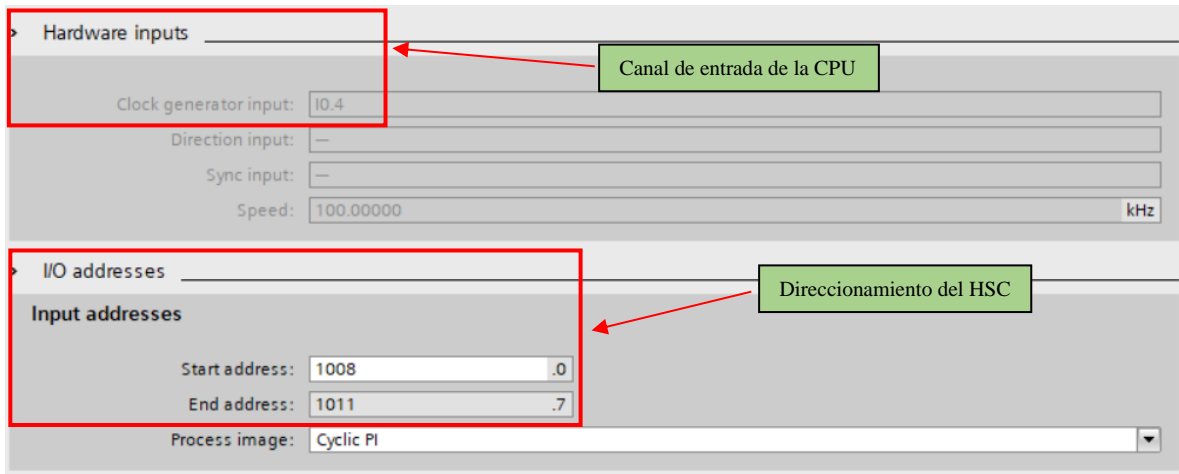 Hardware inputs
Canal de entrada de la CPU
Clock generator input: I0.4
Direction input: —
Sync input: —
Speed: 100.00000 kHz
I/O addresses
Direccionamiento del HSC
Input addresses
Start address: 1008 .0
End address: 1011 .7
Process image: Cyclic PI